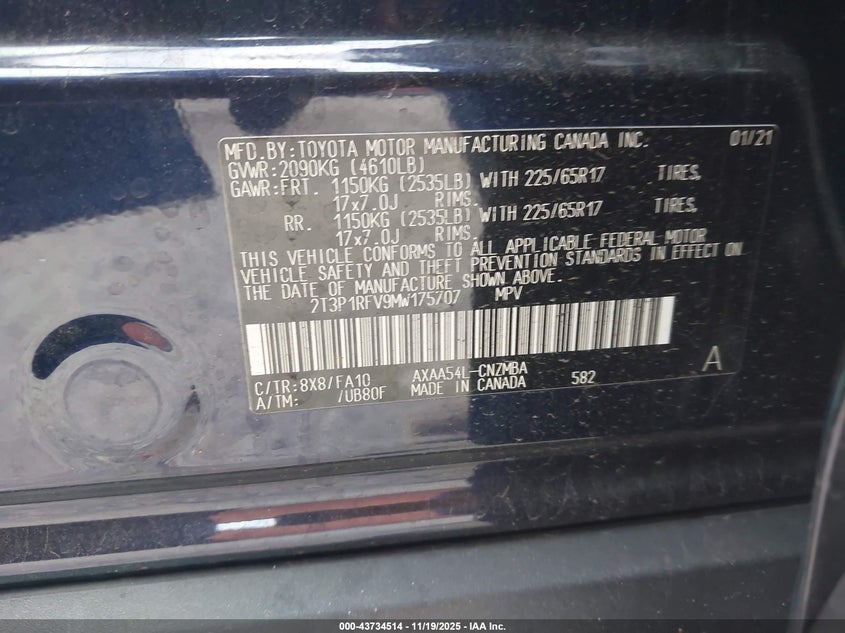 MFD.BY:TOYOTA MOTOR MANUFACTURING CANADA INC. 01/21
GVWR:2090KG (4610LB)
GAWR:FRT. 1150KG (2535LB) WITH 225/65R17 TIRES,
17x7.0J RIMS.
RR. 1150KG (2535LB) WITH 225/65R17 TIRES,
17x7.0J RIMS.
THIS VEHICLE CONFORMS TO ALL APPLICABLE FEDERAL MOTOR
VEHICLE SAFETY AND THEFT PREVENTION STANDARDS IN EFFECT ON
THE DATE OF MANUFACTURE SHOWN ABOVE.
2T3P1RFV9MW175707 MPV
C/TR:8X8/FA10 AXAA54L-CNZMBA A
A/TM: /UB80F MADE IN CANADA 582
000-43734514 - 11/19/2025 - IAA Inc.